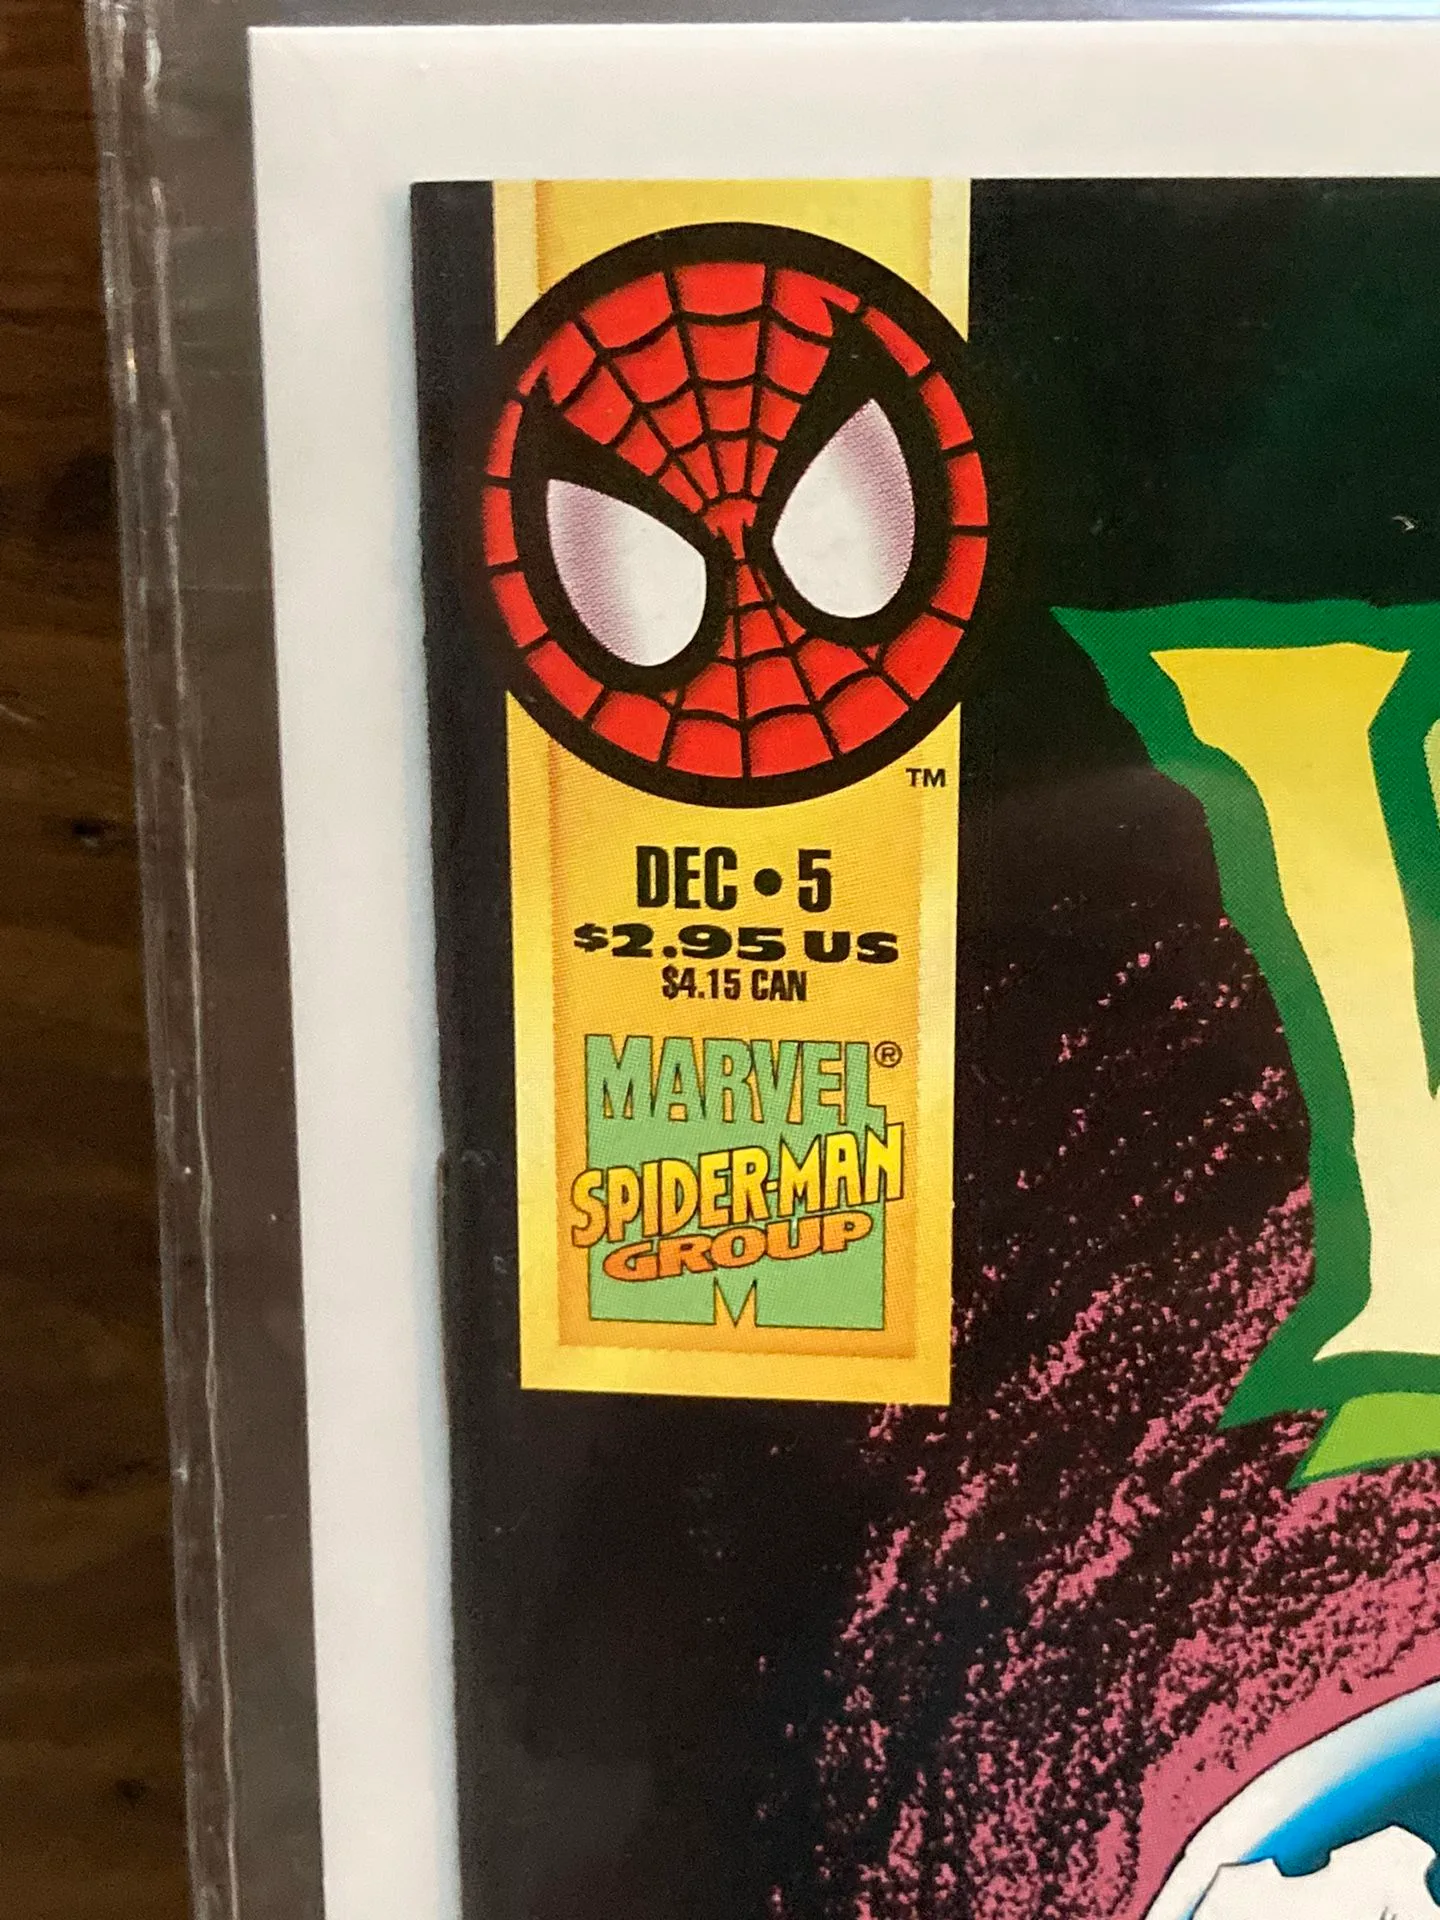 TM
DEC • 5
$2.95 US
$4.15 CAN
MARVEL®
SPIDER-MAN
GROUP
M